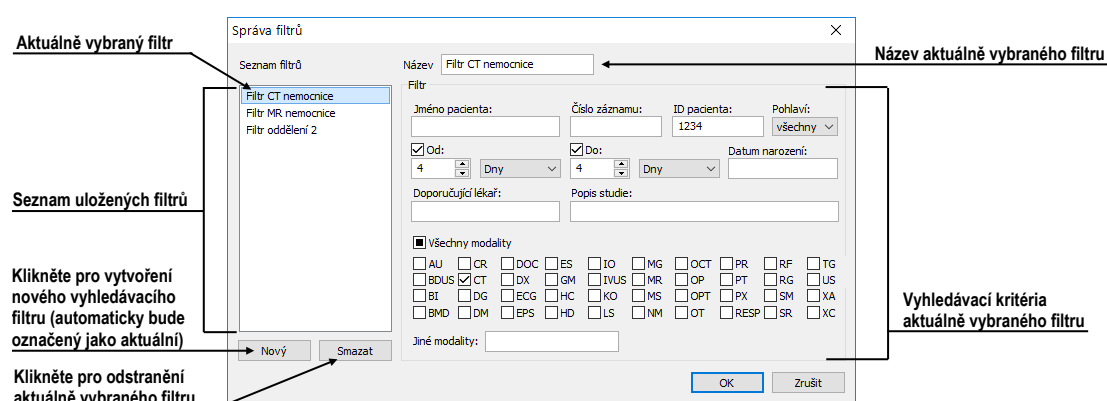 Správa filtrů
Aktuálně vybraný filtr
Název aktuálně vybraného filtru
Seznam filtrů
Název Filtr CT nemocnice
Filtr CT nemocnice
Filtr MR nemocnice
Filtr oddělení 2
Filtr
Jméno pacienta: Číslo záznamu: ID pacienta: Pohlaví:
1234 všechny
Od: Do: Datum narození:
4 Dny 4 Dny
Doporučující lékař: Popis studie:
Seznam uložených filtrů
Všechny modality
AU CR DOC ES IO MG OCT PR RF TG
BDUS CT DX GM IVUS MR OP PT RG US
BI DG ECG HC KO MS OPT PX SM XA
BMD DM EPS HD LS NM OT RESP SR XC
Jiné modality:
Klikněte pro vytvoření
nového vyhledávacího
filtru (automaticky bude
označený jako aktuální)
Vyhledávací kritéria
aktuálně vybraného filtru
Nový Smazat
Klikněte pro odstranění
aktuálně vybraného filtru
OK Zrušit